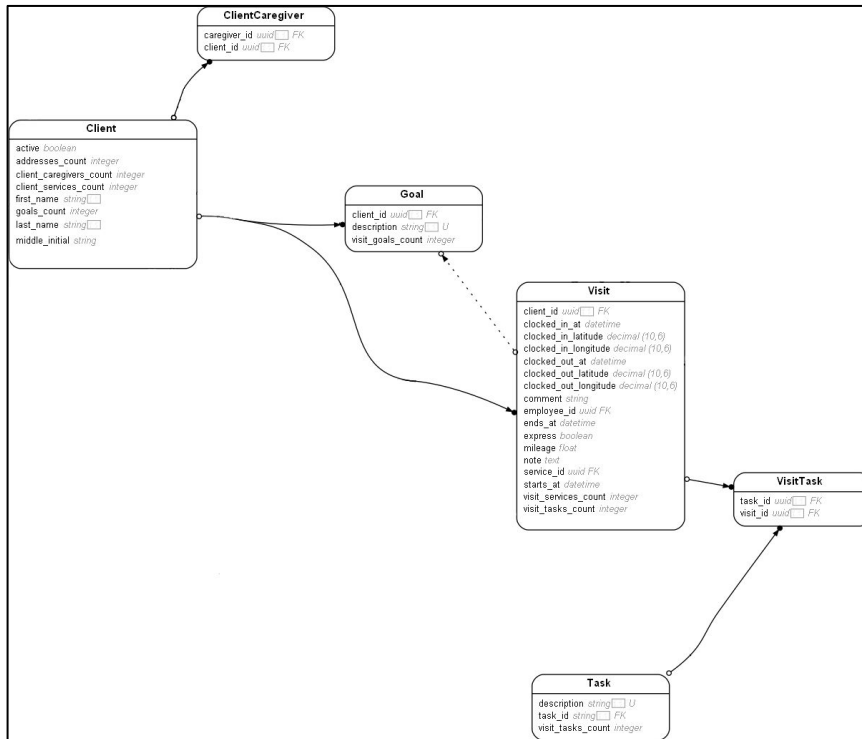 ClientCaregiver
caregiver_id uuid FK
client_id uuid FK
Client
active boolean
addresses_count integer
client_caregivers_count integer
client_services_count integer
first_name string
goals_count integer
last_name string
middle_initial string
Goal
client_id uuid FK
description string U
visit_goals_count integer
Visit
client_id uuid FK
clocked_in_at datetime
clocked_in_latitude decimal (10,6)
clocked_in_longitude decimal (10,6)
clocked_out_at datetime
clocked_out_latitude decimal (10,6)
clocked_out_longitude decimal (10,6)
comment string
employee_id uuid FK
ends_at datetime
express boolean
mileage float
note text
service_id uuid FK
starts_at datetime
visit_services_count integer
visit_tasks_count integer
VisitTask
task_id uuid FK
visit_id uuid FK
Task
description string U
task_id string FK
visit_tasks_count integer